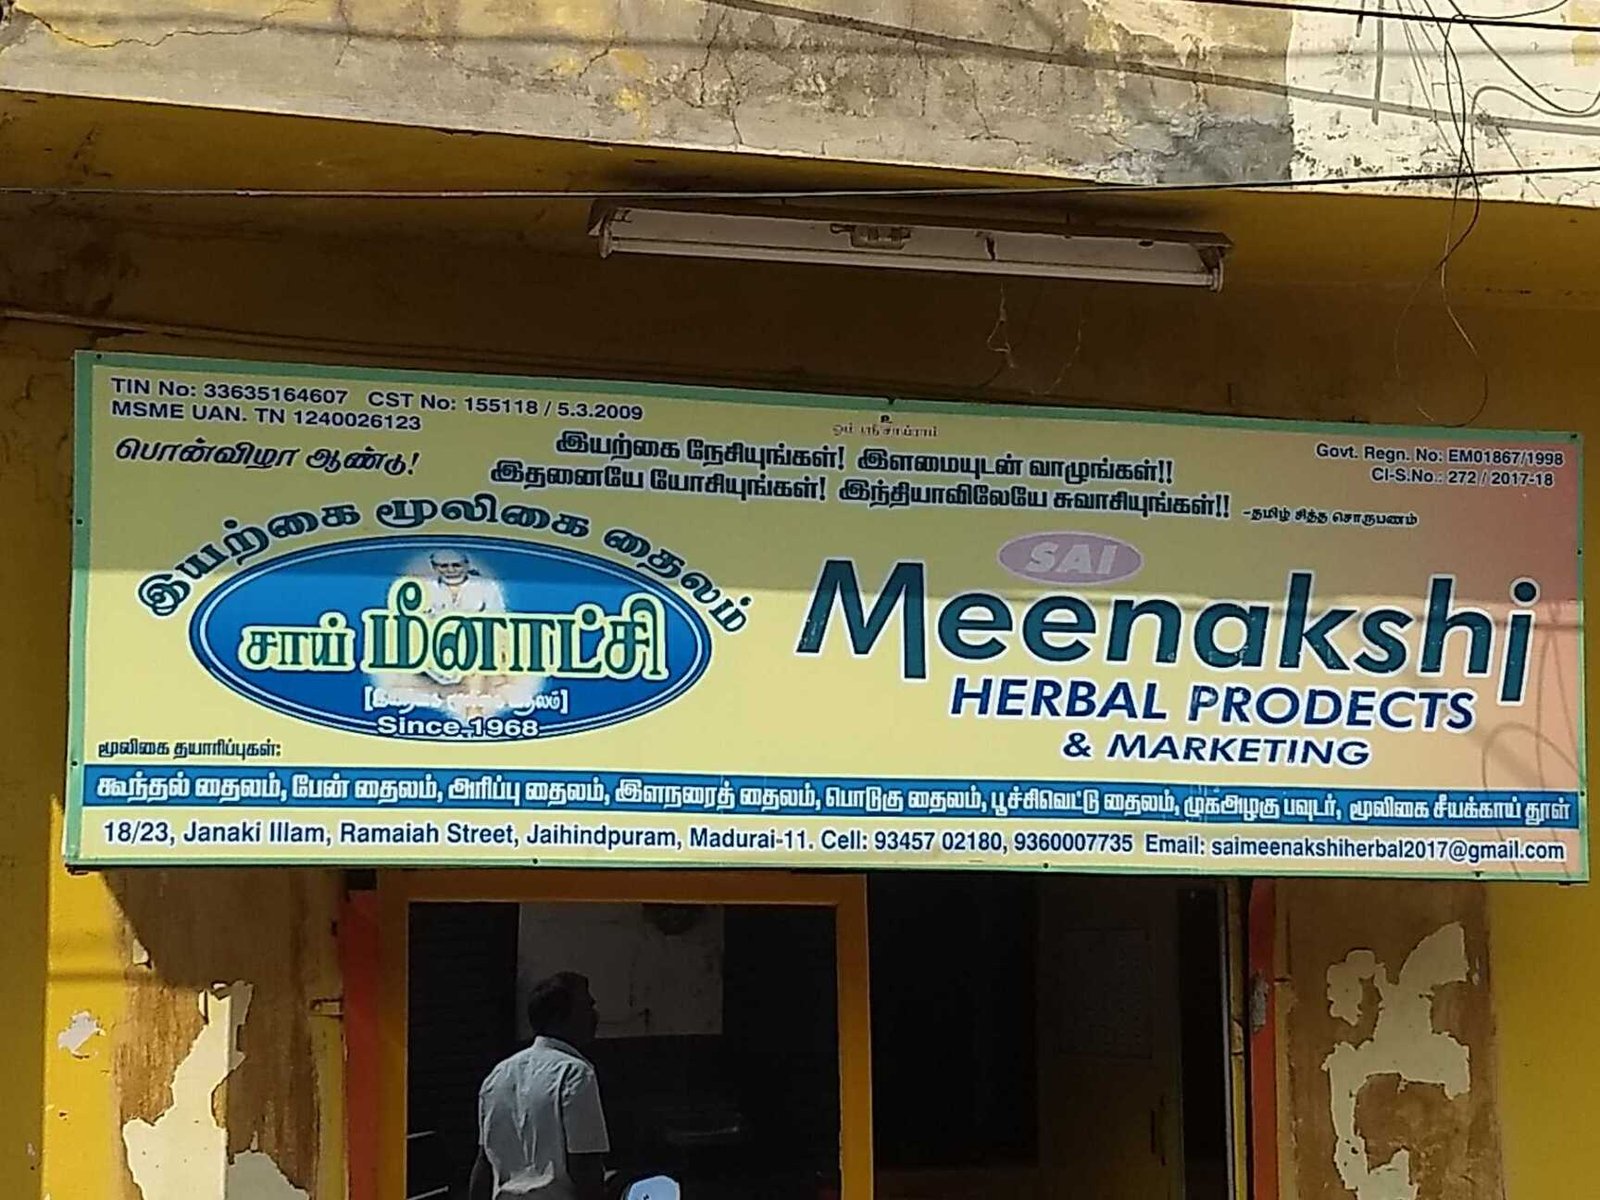 TIN No: 33635164607 CST No: 155118 / 5.3.2009
MSME UAN. TN 1240026123
உ
ஓம் ஸ்ரீ சாய்ராம்
Govt. Regn. No: EM01867/1998
CI-S.No.: 272 / 2017-18
பொன்விழா ஆண்டு!
இயற்கை நேசியுங்கள்! இளமையுடன் வாழுங்கள்!!
இதனையே யோசியுங்கள்! இந்தியாவிலேயே சுவாசியுங்கள்!! -தமிழ் சித்த சொருபணம்
இயற்கை மூலிகை தைலம்
சாய் மீனாட்சி
Since.1968
SAI
Meenakshi
HERBAL PRODECTS
& MARKETING
மூலிகை தயாரிப்புகள்:
கூந்தல் தைலம், பேன் தைலம், அரிப்பு தைலம், இளநரைத் தைலம், பொடுகு தைலம், பூச்சிவெட்டு தைலம், முகஅழகு பவுடர், மூலிகை சீயக்காய் தூள்
18/23, Janaki Illam, Ramaiah Street, Jaihindpuram, Madurai-11. Cell: 93457 02180, 9360007735 Email: saimeenakshiherbal2017@gmail.com